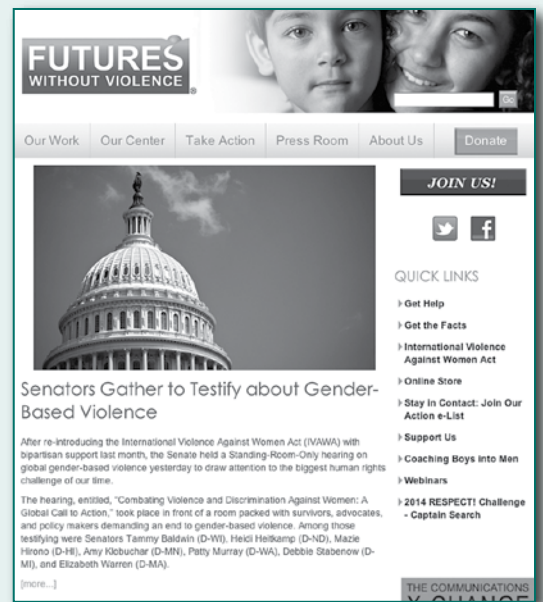 FUTURES
WITHOUT VIOLENCE
®
Go
Our Work
Our Center
Take Action
Press Room
About Us
Donate
Senators Gather to Testify about Gender-
Based Violence
After re-introducing the International Violence Against Women Act (IVAWA) with
bipartisan support last month, the Senate held a Standing-Room-Only hearing on
global gender-based violence yesterday to draw attention to the biggest human rights
challenge of our time.
The hearing, entitled, "Combating Violence and Discrimination Against Women: A
Global Call to Action," took place in front of a room packed with survivors, advocates,
and policy makers demanding an end to gender-based violence. Among those
testifying were Senators Tammy Baldwin (D-WI), Heidi Heitkamp (D-ND), Mazie
Hirono (D-HI), Amy Klobuchar (D-MN), Patty Murray (D-WA), Debbie Stabenow (D-
MI), and Elizabeth Warren (D-MA).
[more...]
JOIN US!
QUICK LINKS
Get Help
Get the Facts
International Violence
Against Women Act
Online Store
Stay in Contact: Join Our
Action e-List
Support Us
Coaching Boys into Men
Webinars
2014 RESPECT! Challenge
- Captain Search
THE COMMUNICATIONS